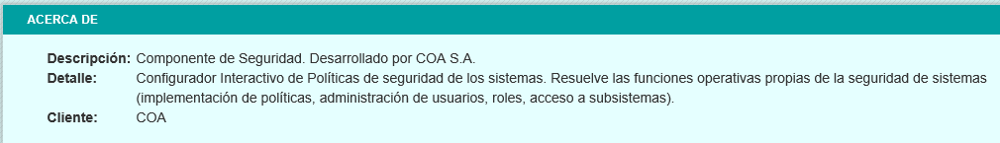 ACERCA DE
Descripción: Componente de Seguridad. Desarrollado por COA S.A.
Detalle: Configurador Interactivo de Políticas de seguridad de los sistemas. Resuelve las funciones operativas propias de la seguridad de sistemas
(implementación de políticas, administración de usuarios, roles, acceso a subsistemas).
Cliente: COA